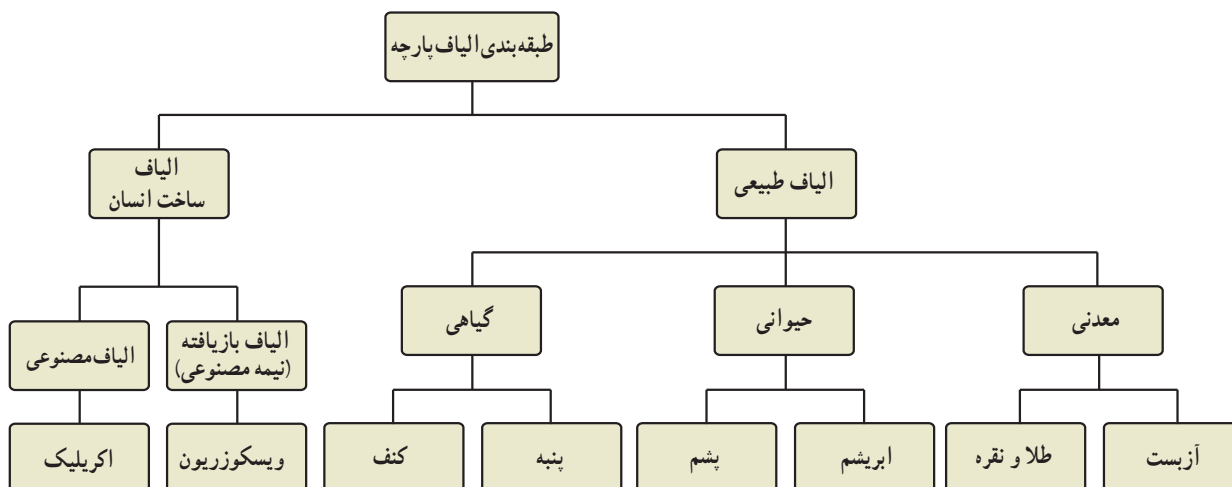 طبقه‌بندی الیاف پارچه
الیاف طبیعی
الیاف
ساخت انسان
معدنی
حیوانی
گیاهی
الیاف بازیافته
(نیمه مصنوعی)
الیاف مصنوعی
آزبست
طلا و نقره
ابریشم
پشم
پنبه
کنف
ویسکوزریون
اکریلیک